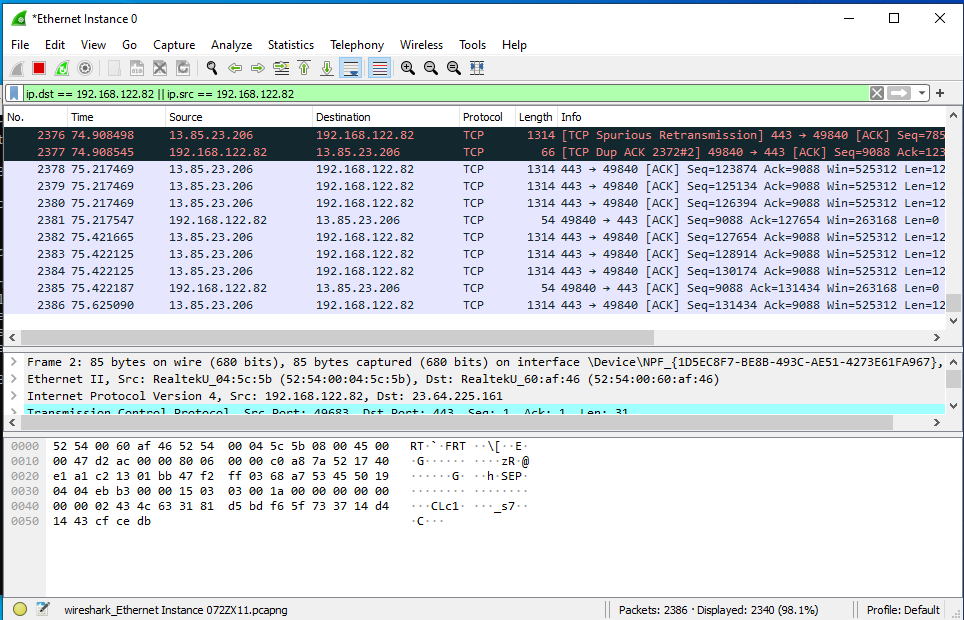 *Ethernet Instance 0
File Edit View Go Capture Analyze Statistics Telephony Wireless Tools Help
ip.dst == 192.168.122.82 || ip.src == 192.168.122.82
No. Time Source Destination Protocol Length Info
2376 74.908498 13.85.23.206 192.168.122.82 TCP 1314 [TCP Spurious Retransmission] 443 → 49840 [ACK] Seq=785
2377 74.908545 192.168.122.82 13.85.23.206 TCP 66 [TCP Dup ACK 2372#2] 49840 → 443 [ACK] Seq=9088 Ack=123
2378 75.217469 13.85.23.206 192.168.122.82 TCP 1314 443 → 49840 [ACK] Seq=123874 Ack=9088 Win=525312 Len=12
2379 75.217469 13.85.23.206 192.168.122.82 TCP 1314 443 → 49840 [ACK] Seq=125134 Ack=9088 Win=525312 Len=12
2380 75.217469 13.85.23.206 192.168.122.82 TCP 1314 443 → 49840 [ACK] Seq=126394 Ack=9088 Win=525312 Len=12
2381 75.217547 192.168.122.82 13.85.23.206 TCP 54 49840 → 443 [ACK] Seq=9088 Ack=127654 Win=263168 Len=0
2382 75.421665 13.85.23.206 192.168.122.82 TCP 1314 443 → 49840 [ACK] Seq=127654 Ack=9088 Win=525312 Len=12
2383 75.422125 13.85.23.206 192.168.122.82 TCP 1314 443 → 49840 [ACK] Seq=128914 Ack=9088 Win=525312 Len=12
2384 75.422125 13.85.23.206 192.168.122.82 TCP 1314 443 → 49840 [ACK] Seq=130174 Ack=9088 Win=525312 Len=12
2385 75.422187 192.168.122.82 13.85.23.206 TCP 54 49840 → 443 [ACK] Seq=9088 Ack=131434 Win=263168 Len=0
2386 75.625090 13.85.23.206 192.168.122.82 TCP 1314 443 → 49840 [ACK] Seq=131434 Ack=9088 Win=525312 Len=12
Frame 2: 85 bytes on wire (680 bits), 85 bytes captured (680 bits) on interface \Device\NPF_{1D5EC8F7-BE8B-493C-AE51-4273E61FA967},
Ethernet II, Src: RealtekU_04:5c:5b (52:54:00:04:5c:5b), Dst: RealtekU_60:af:46 (52:54:00:60:af:46)
Internet Protocol Version 4, Src: 192.168.122.82, Dst: 23.64.225.161
Transmission Control Protocol, Src Port: 49683, Dst Port: 443, Seq: 1, Ack: 1, Len: 31
0000 52 54 00 60 af 46 52 54 00 04 5c 5b 08 00 45 00 RT·`·FRT ··\[··E·
0010 00 47 d2 ac 00 00 80 06 00 00 c0 a8 7a 52 17 40 ·G······ ····zR·@
0020 e1 a1 c2 13 01 bb 47 f2 ff 03 68 a7 53 45 50 19 ······G· ··h·SEP·
0030 04 04 eb b3 00 00 15 03 03 00 1a 00 00 00 00 00 ········ ········
0040 00 00 02 43 4c 63 31 81 d5 bd f6 5f 73 37 14 d4 ···CLc1· ···_s7··
0050 14 43 cf ce db ·C···
wireshark_Ethernet Instance 072ZX11.pcapng
Packets: 2386 · Displayed: 2340 (98.1%)
Profile: Default